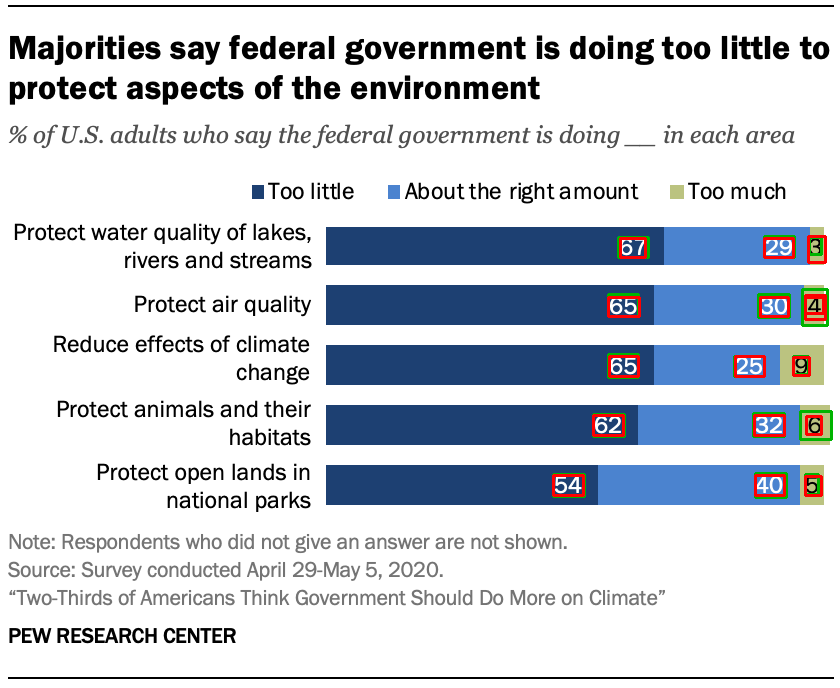 Majorities say federal government is doing too little to
protect aspects of the environment
% of U.S. adults who say the federal government is doing __ in each area
Too little About the right amount Too much
Protect water quality of lakes,
rivers and streams 67 29 3
Protect air quality 65 30 4
Reduce effects of climate
change 65 25 9
Protect animals and their
habitats 62 32 6
Protect open lands in
national parks 54 40 5
Note: Respondents who did not give an answer are not shown.
Source: Survey conducted April 29-May 5, 2020.
“Two-Thirds of Americans Think Government Should Do More on Climate”
PEW RESEARCH CENTER